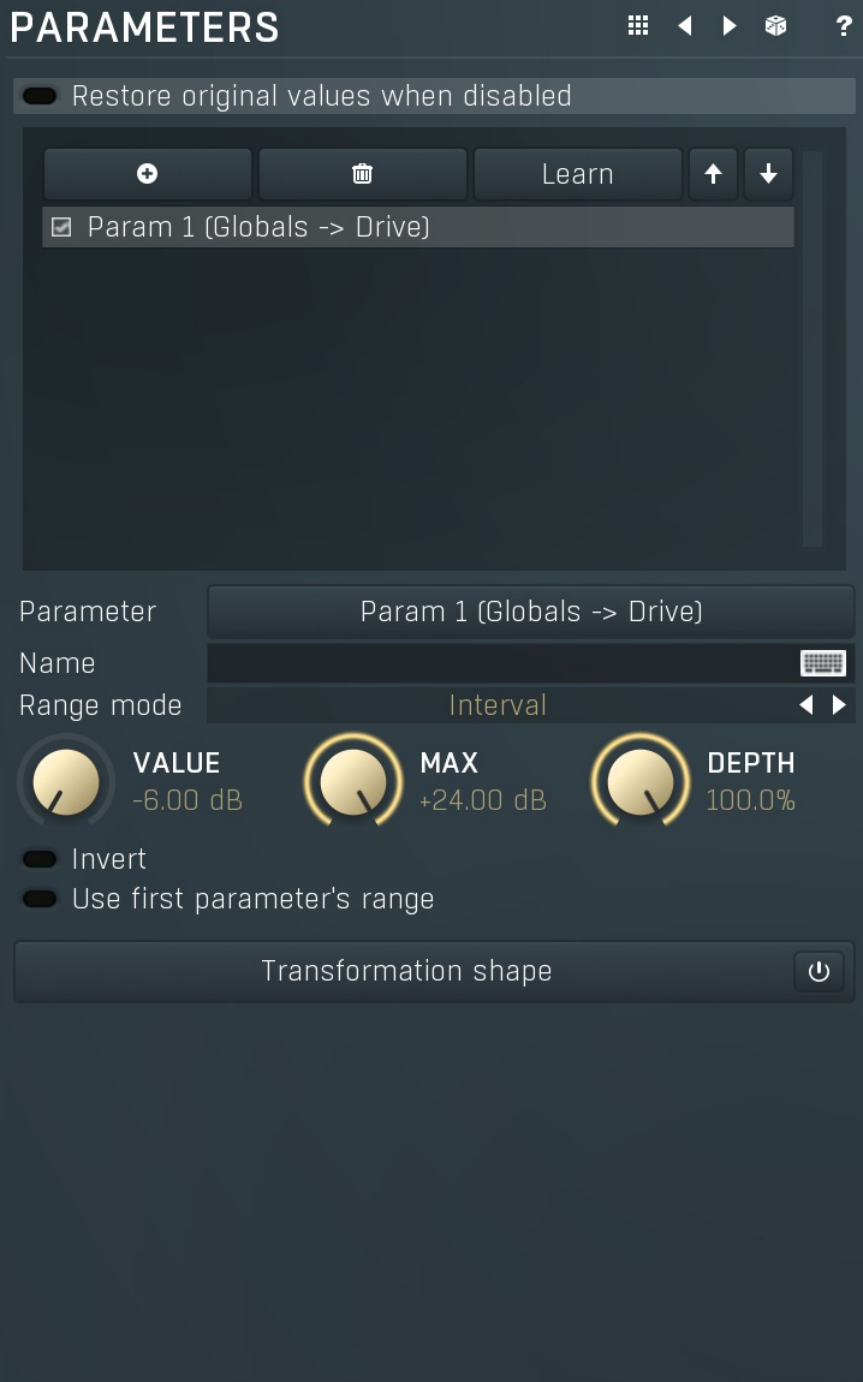 PARAMETERS ?
Restore original values when disabled
Learn
Param 1 (Globals -> Drive)
Parameter Param 1 (Globals -> Drive)
Name
Range mode Interval
VALUE MAX DEPTH
-6.00 dB +24.00 dB 100.0%
Invert
Use first parameter's range
Transformation shape